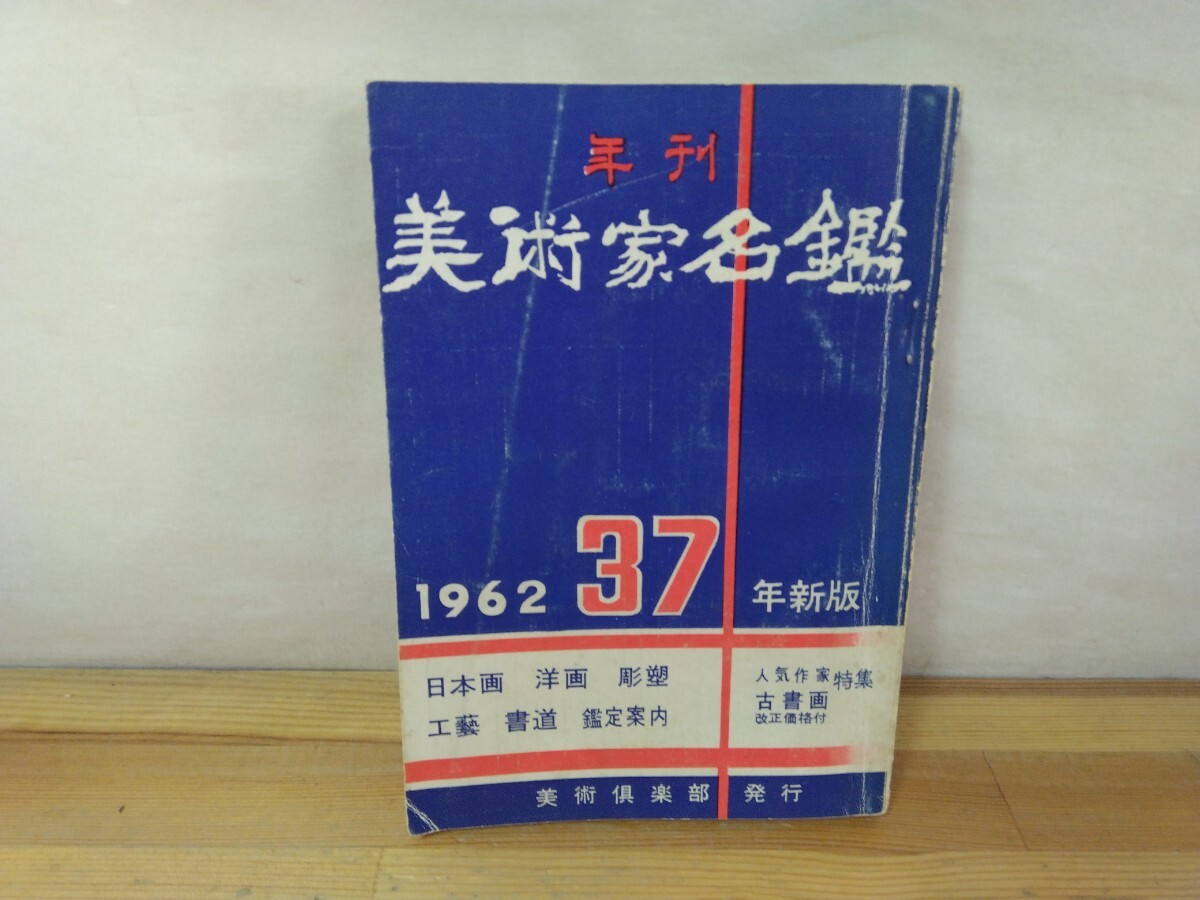 年刊
美術家名鑑
1962 37 年新版
日本画 洋画 彫塑
工藝 書道 鑑定案内
人気作家 特集
古書画
改正価格付
美術倶楽部 発行